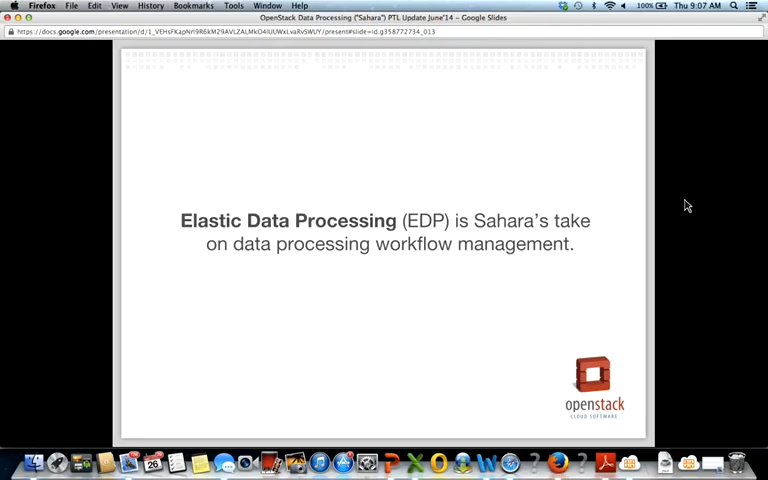 Firefox File Edit View History Bookmarks Tools Window Help 100% Thu 9:07 AM
OpenStack Data Processing ("Sahara") PTL Update June'14 – Google Slides
Elastic Data Processing (EDP) is Sahara's take
on data processing workflow management.
openstack
CLOUD SOFTWARE
26